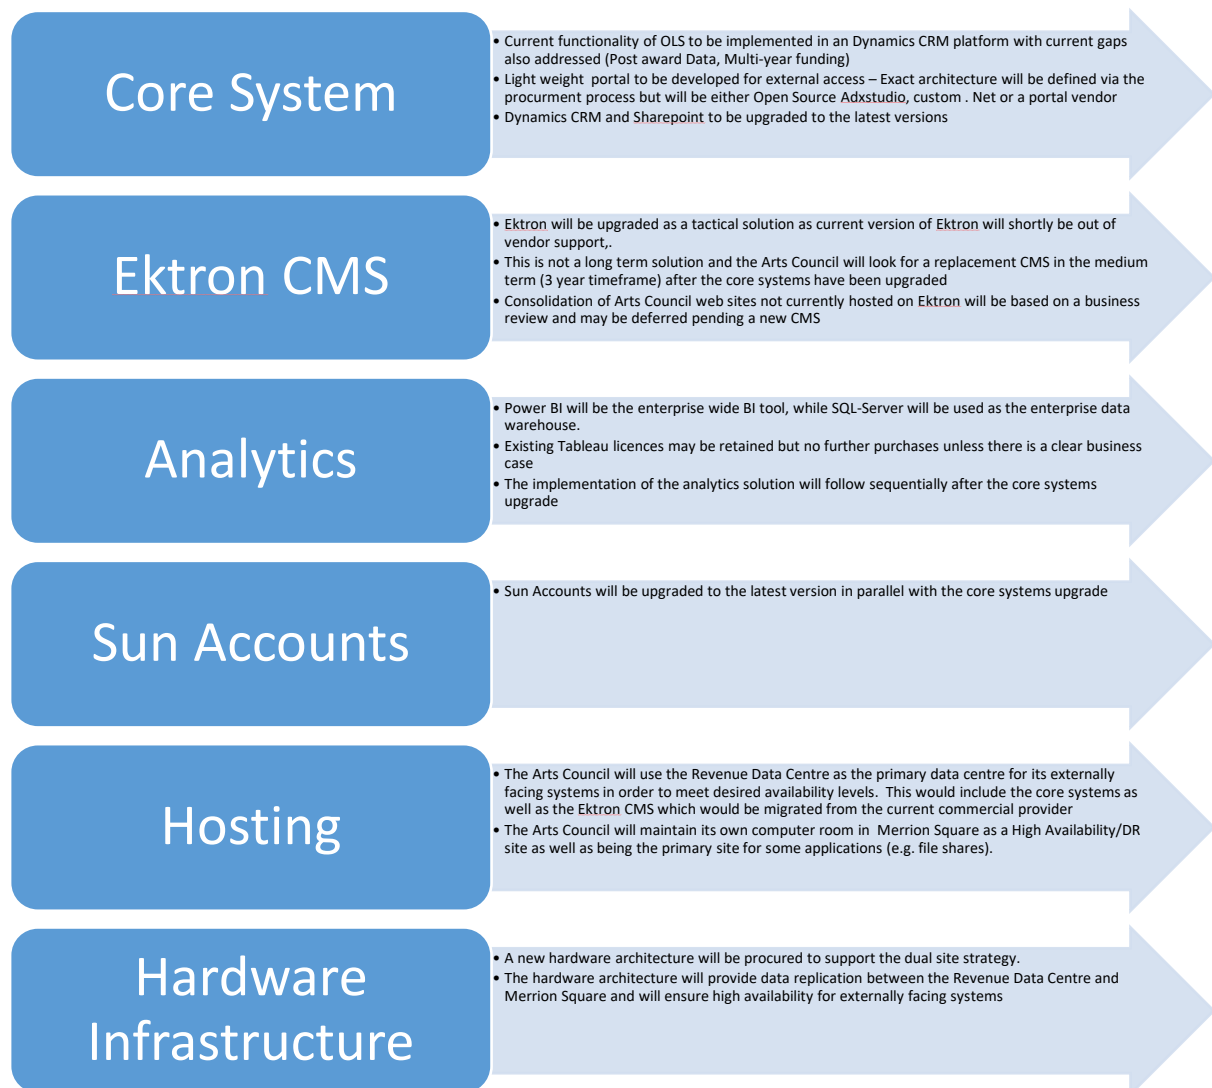 Core System
• Current functionality of OLS to be implemented in an Dynamics CRM platform with current gaps
also addressed (Post award Data, Multi-year funding)
• Light weight  portal to be developed for external access – Exact architecture will be defined via the
procurment process but will be either Open Source Adxstudio, custom . Net or a portal vendor
• Dynamics CRM and Sharepoint to be upgraded to the latest versions
Ektron CMS
• Ektron will be upgraded as a tactical solution as current version of Ektron will shortly be out of
vendor support,.
• This is not a long term solution and the Arts Council will look for a replacement CMS in the medium
term (3 year timeframe) after the core systems have been upgraded
• Consolidation of Arts Council web sites not currently hosted on Ektron will be based on a business
review and may be deferred pending a new CMS
Analytics
• Power BI will be the enterprise wide BI tool, while SQL-Server will be used as the enterprise data
warehouse.
• Existing Tableau licences may be retained but no further purchases unless there is a clear business
case
• The implementation of the analytics solution will follow sequentially after the core systems
upgrade
Sun Accounts
• Sun Accounts will be upgraded to the latest version in parallel with the core systems upgrade
Hosting
• The Arts Council will use the Revenue Data Centre as the primary data centre for its externally
facing systems in order to meet desired availability levels.  This would include the core systems as
well as the Ektron CMS which would be migrated from the current commercial provider
• The Arts Council will maintain its own computer room in  Merrion Square as a High Availability/DR
site as well as being the primary site for some applications (e.g. file shares).
Hardware
Infrastructure
• A new hardware architecture will be procured to support the dual site strategy.
• The hardware architecture will provide data replication between the Revenue Data Centre and
Merrion Square and will ensure high availability for externally facing systems